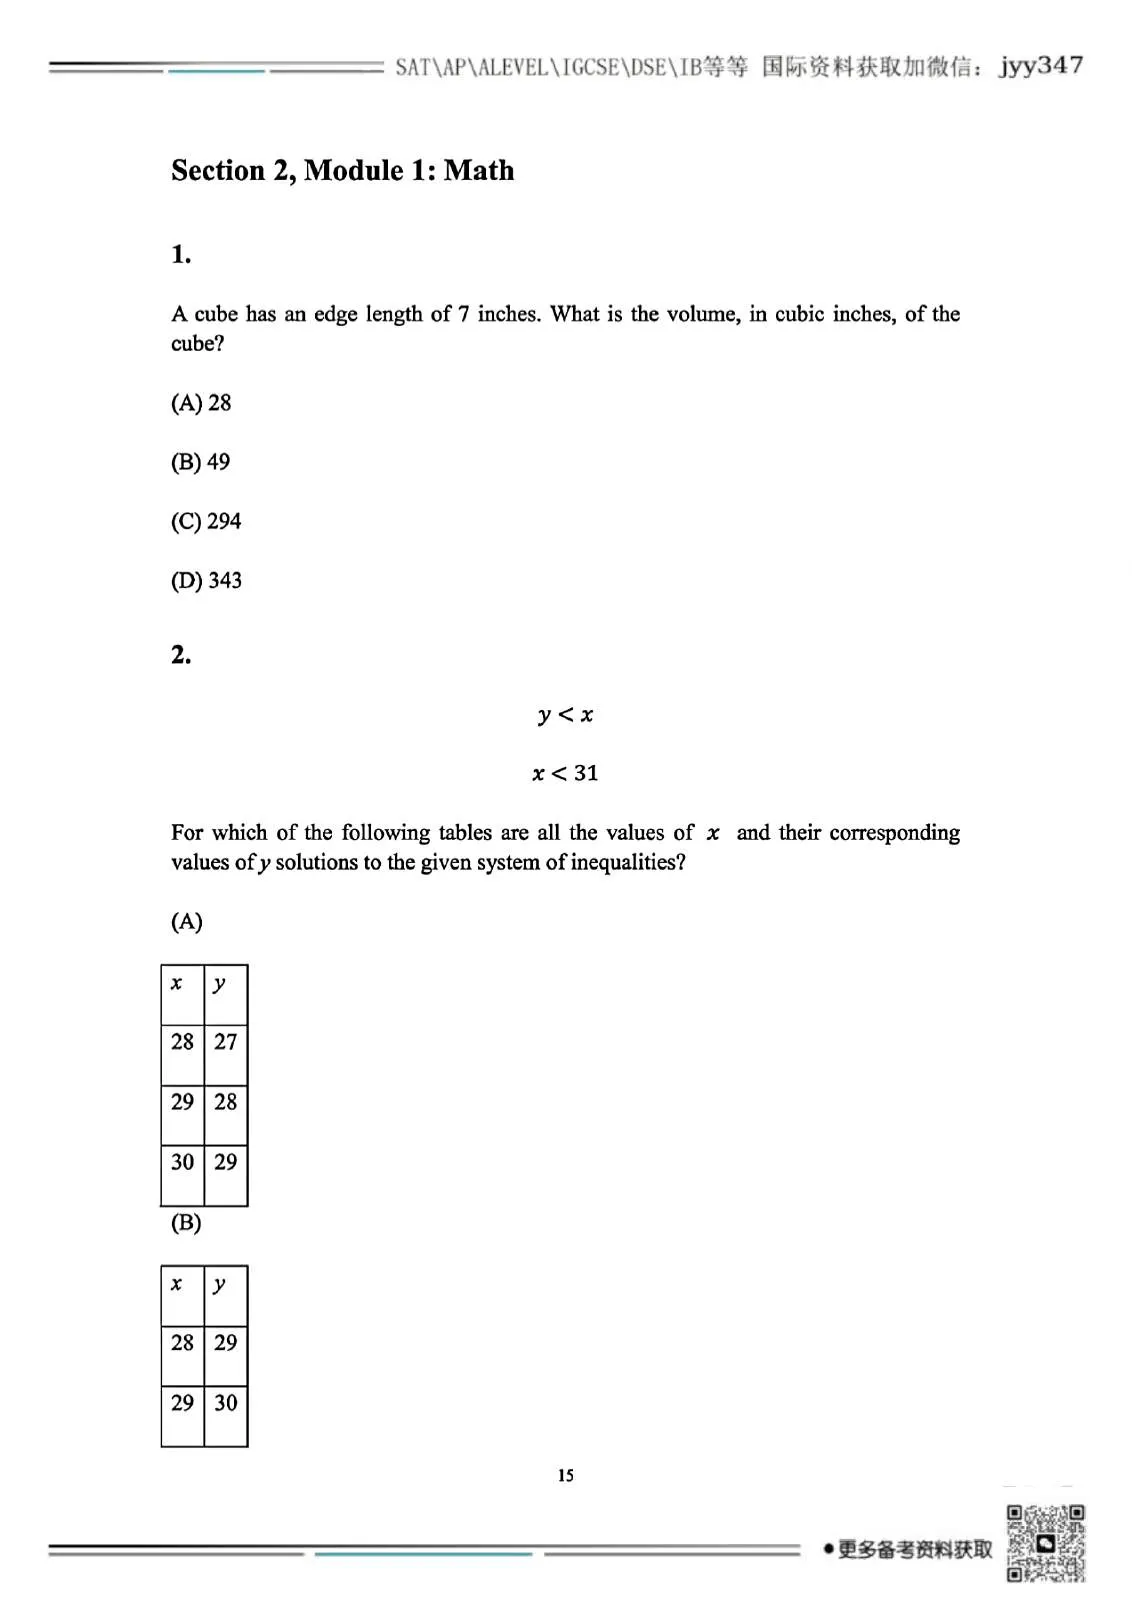 SAT\AP\ALEVEL\IGCSE\DSE\IB等等 国际资料获取加微信：jyy347
Section 2, Module 1: Math
1.
A cube has an edge length of 7 inches. What is the volume, in cubic inches, of the
cube?
(A) 28
(B) 49
(C) 294
(D) 343
2.
y < x
x < 31
For which of the following tables are all the values of x and their corresponding
values of y solutions to the given system of inequalities?
(A)
x y
28 27
29 28
30 29
(B)
x y
28 29
29 30
15
●更多备考资料获取